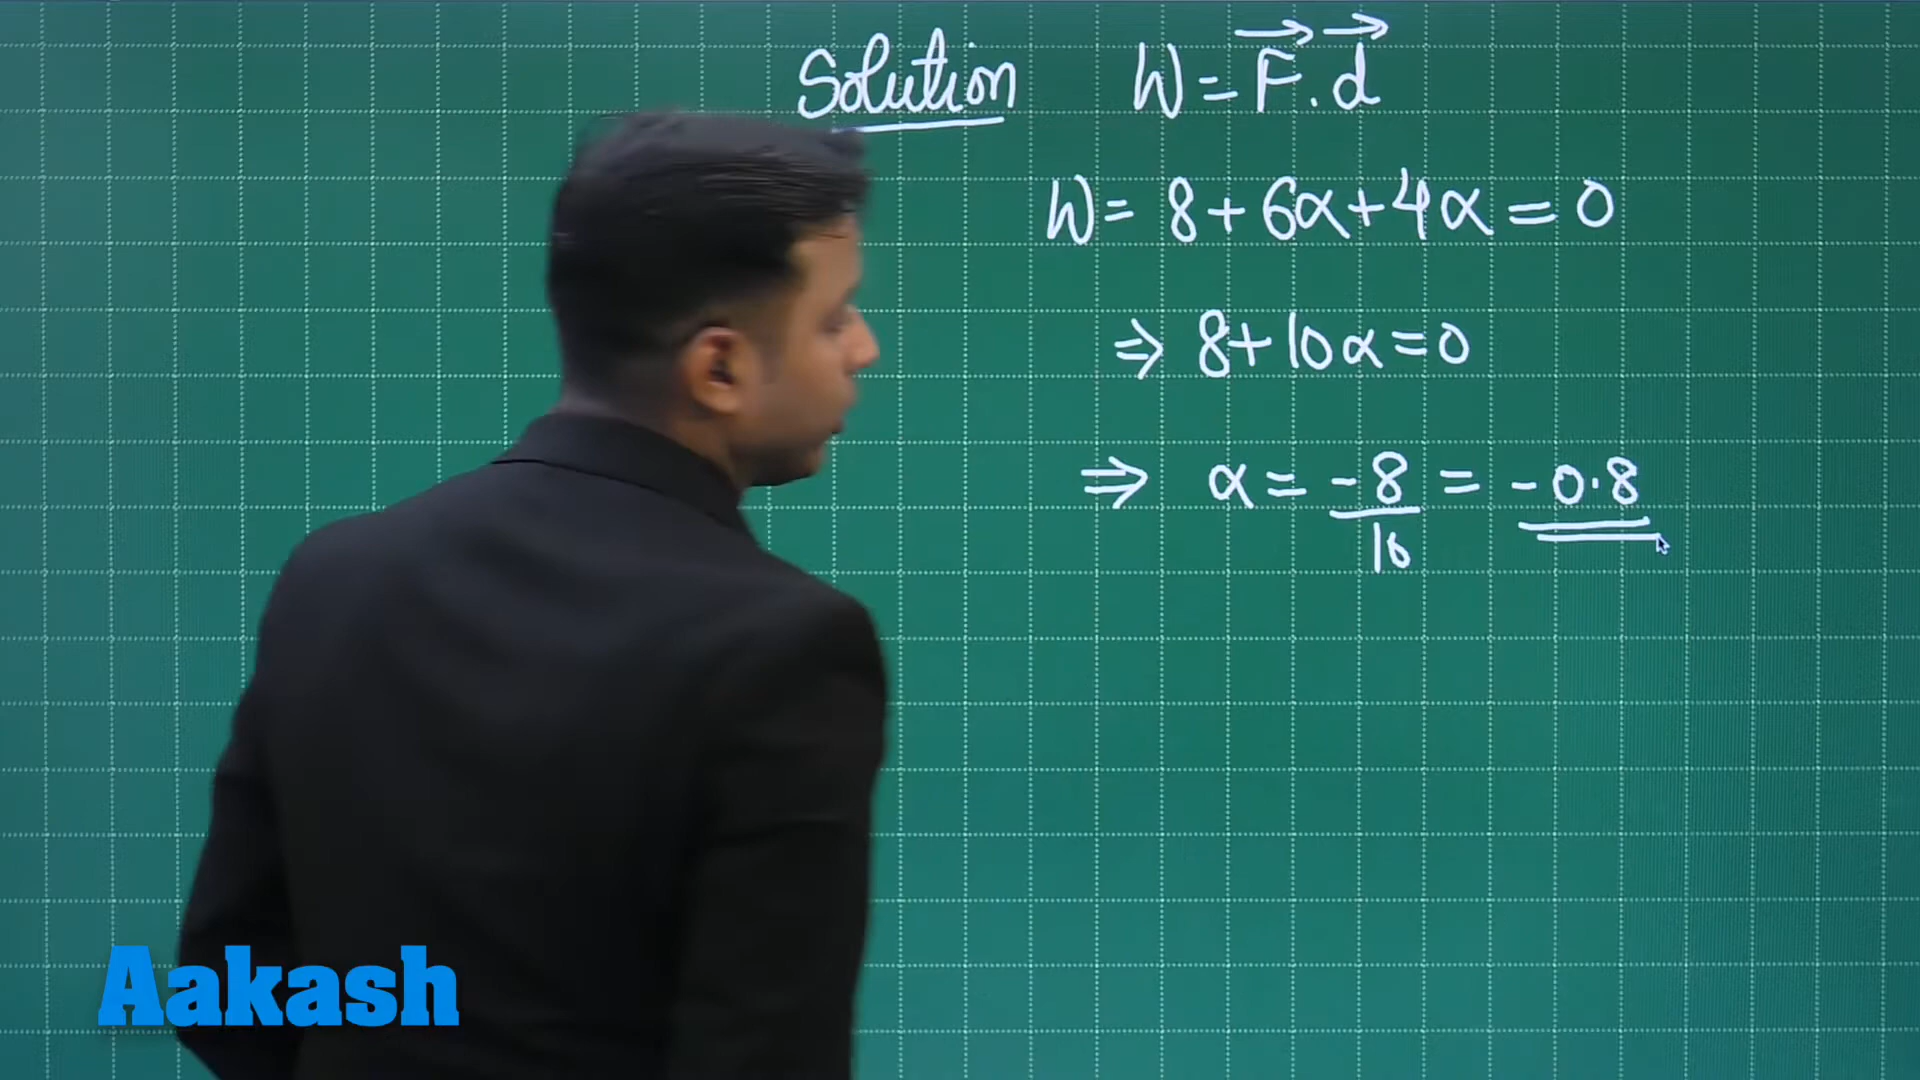 Solution W = F⃗ . d⃗
W = 8 + 6α + 4α = 0
⇒ 8 + 10α = 0
⇒ α = -8/10 = -0.8
Aakash